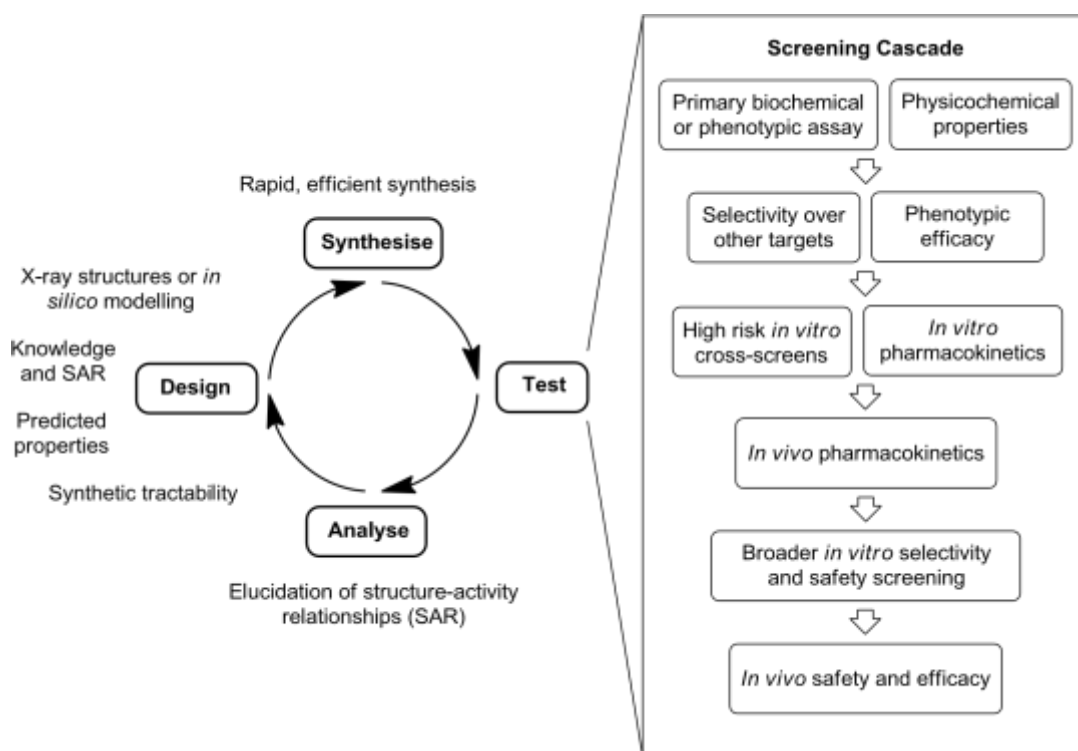 Screening Cascade
Primary biochemical
or phenotypic assay
Physicochemical
properties
Rapid, efficient synthesis
Synthesise
Selectivity over
other targets
Phenotypic
efficacy
X-ray structures or in
silico modelling
High risk in vitro
cross-screens
In vitro
pharmacokinetics
Knowledge
and SAR
Design
Test
Predicted
properties
In vivo pharmacokinetics
Synthetic tractability
Analyse
Broader in vitro selectivity
and safety screening
Elucidation of structure-activity
relationships (SAR)
In vivo safety and efficacy